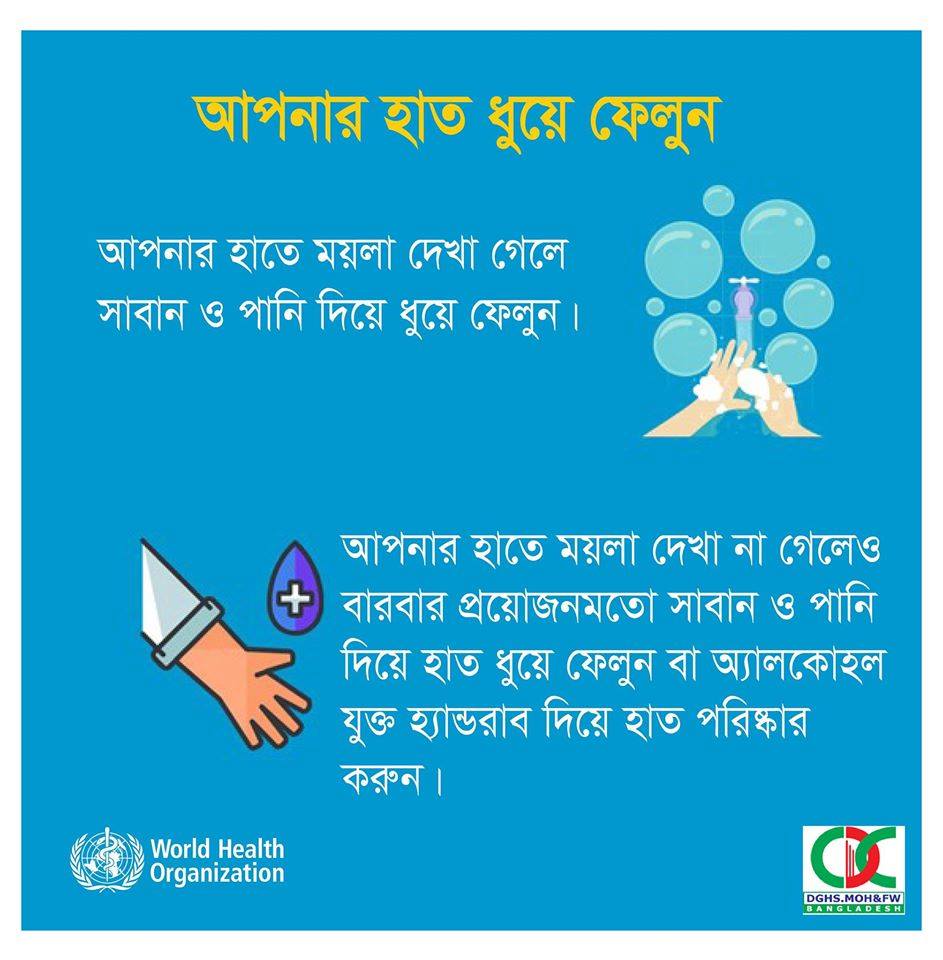 আপনার হাত ধুয়ে ফেলুন
আপনার হাতে ময়লা দেখা গেলে
সাবান ও পানি দিয়ে ধুয়ে ফেলুন।
আপনার হাতে ময়লা দেখা না গেলেও
বারবার প্রয়োজনমতো সাবান ও পানি
দিয়ে হাত ধুয়ে ফেলুন বা অ্যালকোহল
যুক্ত হ্যান্ডরাব দিয়ে হাত পরিষ্কার
করুন।
World Health
Organization
CDC
DGHS.MOH&FW
BANGLADESH